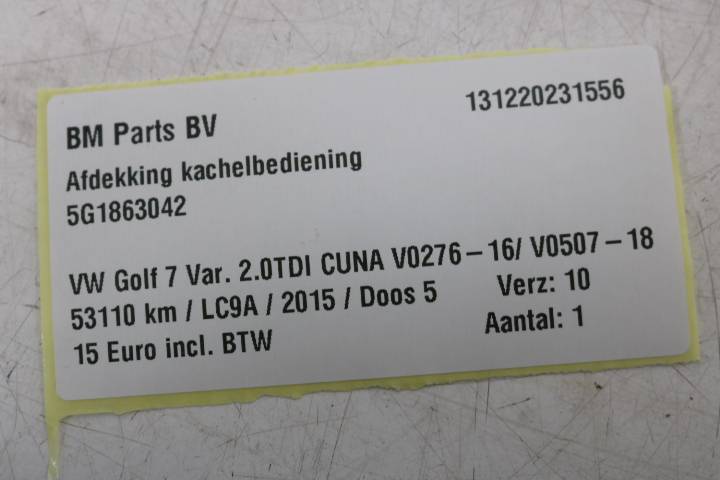 BM Parts BV 131220231556
Afdekking kachelbediening
5G1863042
VW Golf 7 Var. 2.0TDI CUNA V0276-16/ V0507-18
53110 km / LC9A / 2015 / Doos 5 Verz: 10
15 Euro incl. BTW Aantal: 1